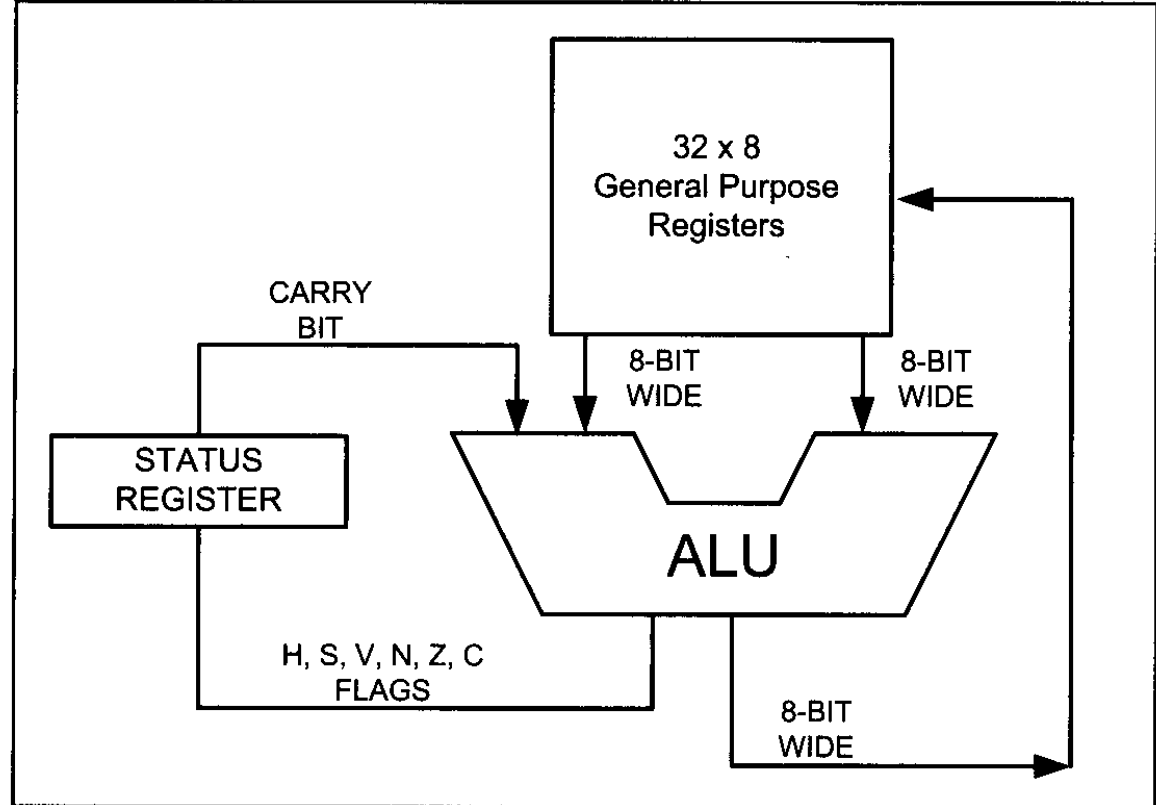 32 x 8
General Purpose
Registers
CARRY
BIT
8-BIT
WIDE
8-BIT
WIDE
STATUS
REGISTER
ALU
H, S, V, N, Z, C
FLAGS
8-BIT
WIDE